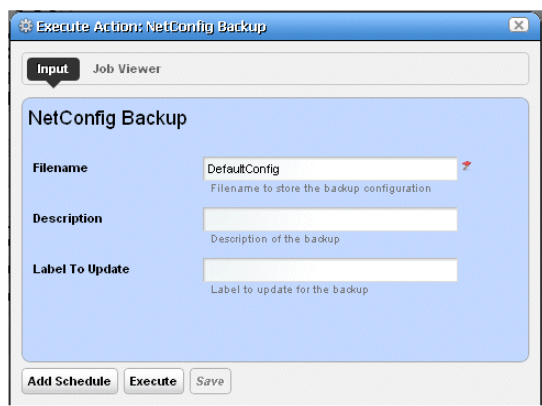 Execute Action: NetConfig Backup
Input Job Viewer
NetConfig Backup
Filename DefaultConfig
Filename to store the backup configuration
Description
Description of the backup
Label To Update
Label to update for the backup
Add Schedule Execute Save